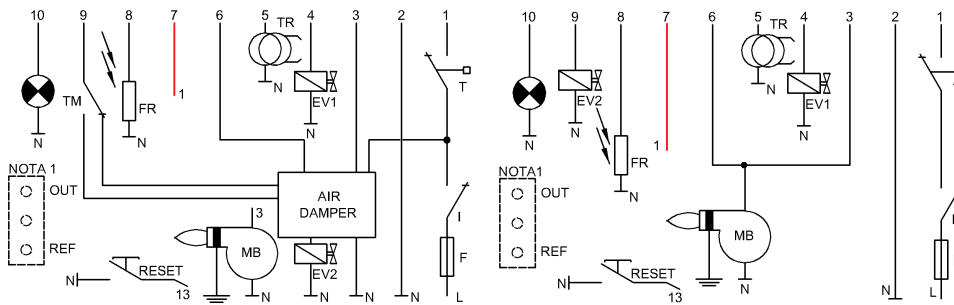 10 9 8 7 6 5 4 3 2 1
TR
N
EV1
N
T
TM
FR
1
N
N
NOTA 1
OUT
REF
AIR
DAMPER
3
MB
I
EV2
F
N
RESET
13
N
N
N
N
L
10 9 8 7 6 5 4 3 2 1
TR
N
EV2
EV1
N
N
N
1
FR
N
NOTA1
OUT
REF
MB
N
RESET
13
N
N
L